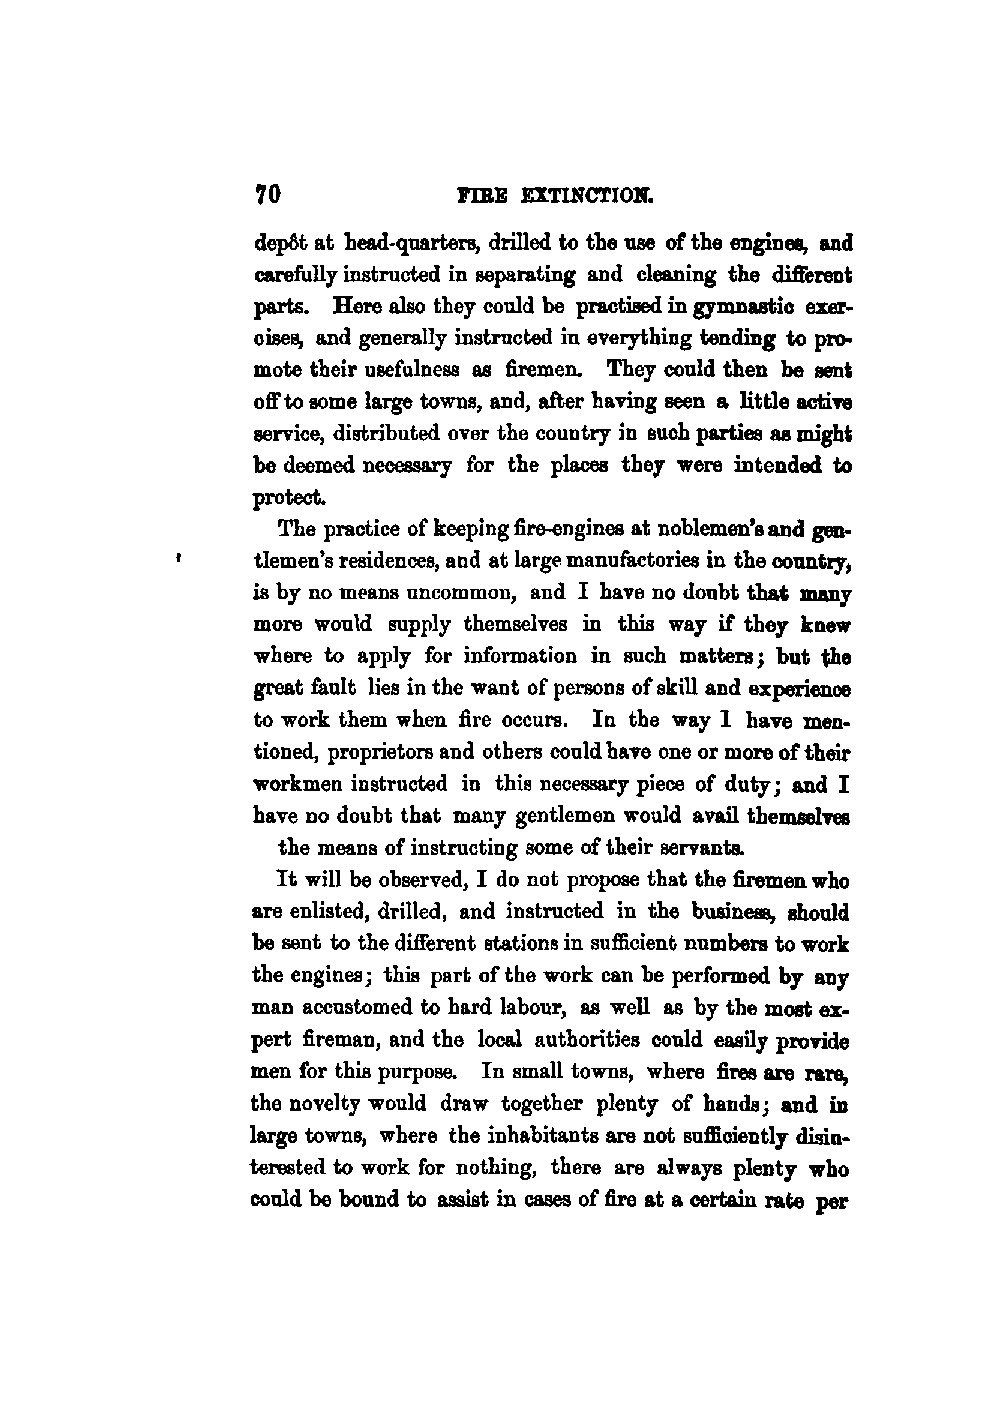 70 FIRE EXTINCTION.
depôt at head-quarters, drilled to the use of the engines, and
carefully instructed in separating and cleaning the different
parts. Here also they could be practised in gymnastic exer-
cises, and generally instructed in everything tending to pro-
mote their usefulness as firemen. They could then be sent
off to some large towns, and, after having seen a little active
service, distributed over the country in such parties as might
be deemed necessary for the places they were intended to
protect.
The practice of keeping fire-engines at noblemen's and gen-
tlemen's residences, and at large manufactories in the country,
is by no means uncommon, and I have no doubt that many
more would supply themselves in this way if they knew
where to apply for information in such matters; but the
great fault lies in the want of persons of skill and experience
to work them when fire occurs. In the way I have men-
tioned, proprietors and others could have one or more of their
workmen instructed in this necessary piece of duty; and I
have no doubt that many gentlemen would avail themselves
the means of instructing some of their servants.
It will be observed, I do not propose that the firemen who
are enlisted, drilled, and instructed in the business, should
be sent to the different stations in sufficient numbers to work
the engines; this part of the work can be performed by any
man accustomed to hard labour, as well as by the most ex-
pert fireman, and the local authorities could easily provide
men for this purpose. In small towns, where fires are rare,
the novelty would draw together plenty of hands; and in
large towns, where the inhabitants are not sufficiently disin-
terested to work for nothing, there are always plenty who
could be bound to assist in cases of fire at a certain rate per